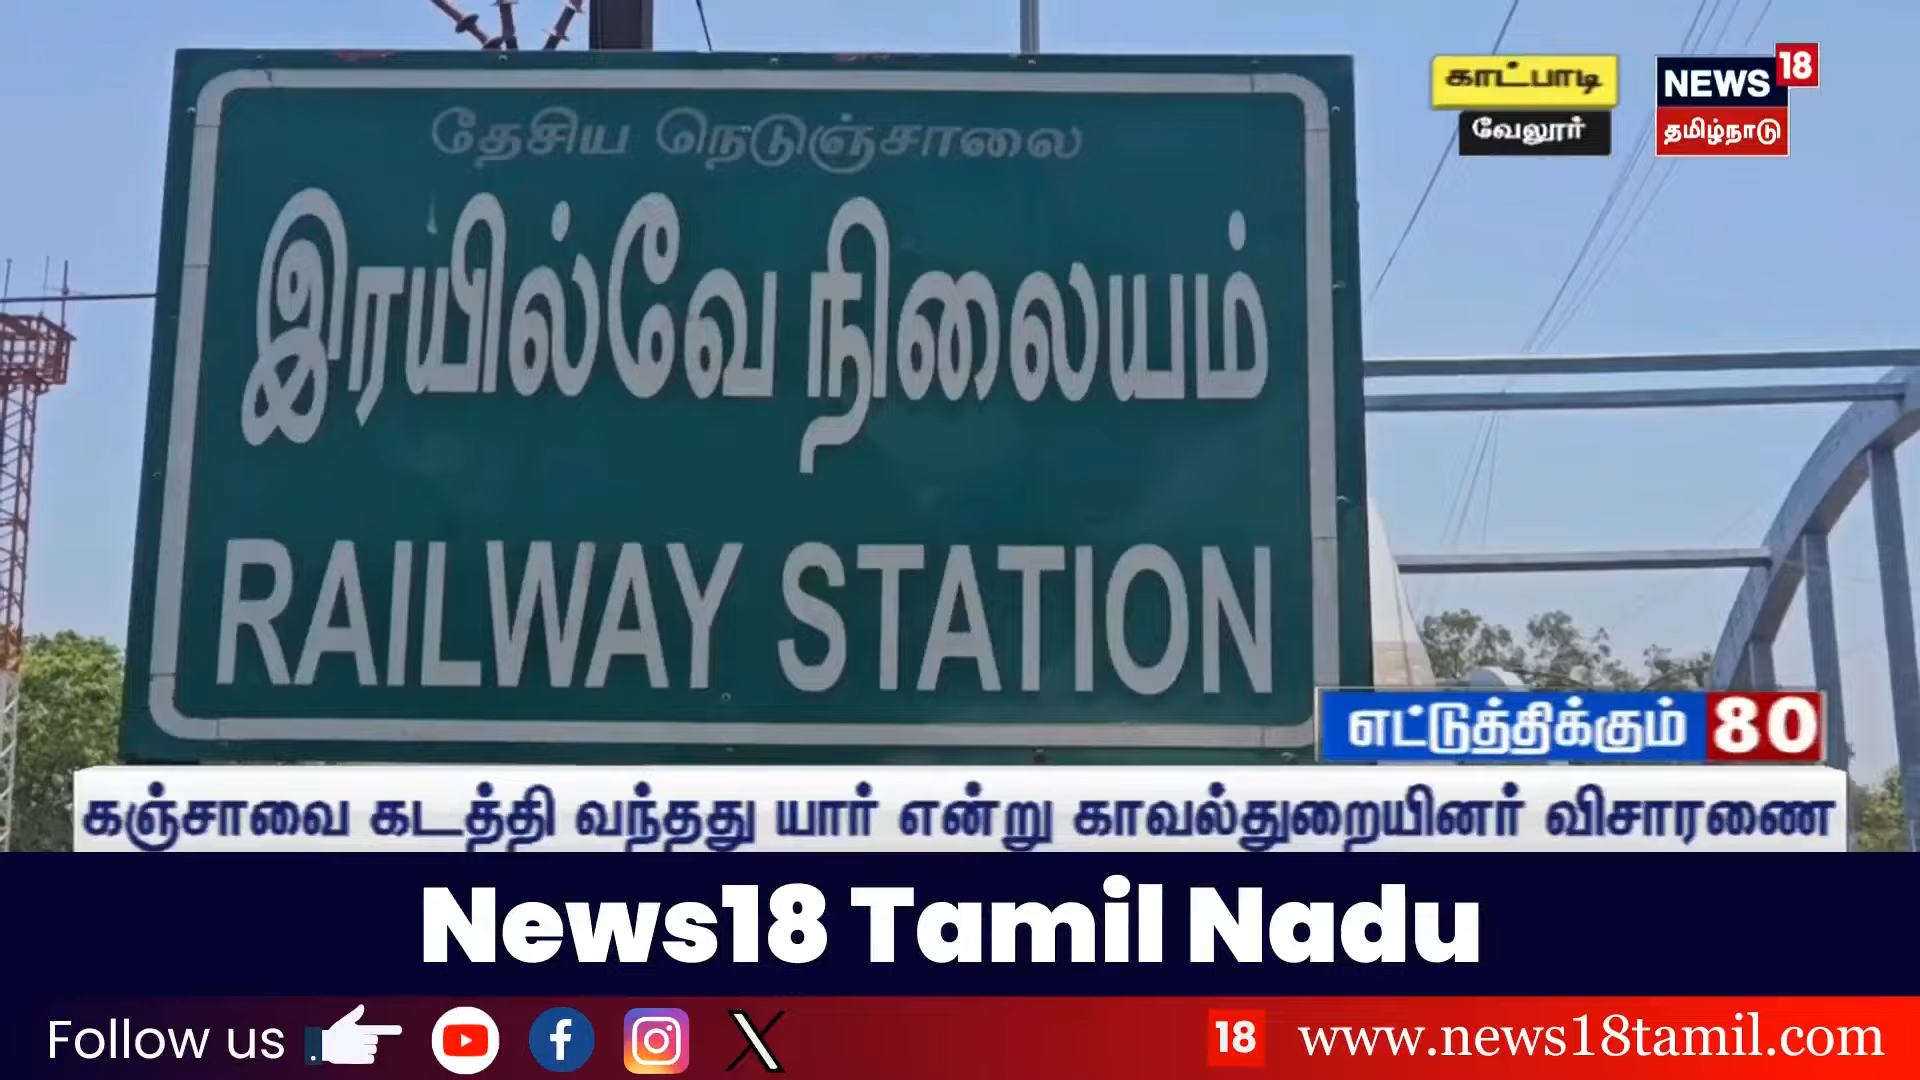 தேசிய நெடுஞ்சாலை
இரயில்வே நிலையம்
RAILWAY STATION
காட்பாடி
வேலூர்
NEWS 18
தமிழ்நாடு
எட்டுத்திக்கும் 80
கஞ்சாவை கடத்தி வந்தது யார் என்று காவல்துறையினர் விசாரணை
News18 Tamil Nadu
Follow us
18 www.news18tamil.com